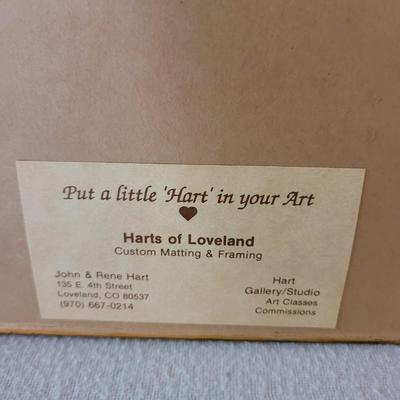 Put a little 'Hart' in your Art
Harts of Loveland
Custom Matting & Framing
John & Rene Hart
135 E. 4th Street
Loveland, CO 80537
(970) 667-0214
Hart
Gallery/Studio
Art Classes
Commissions